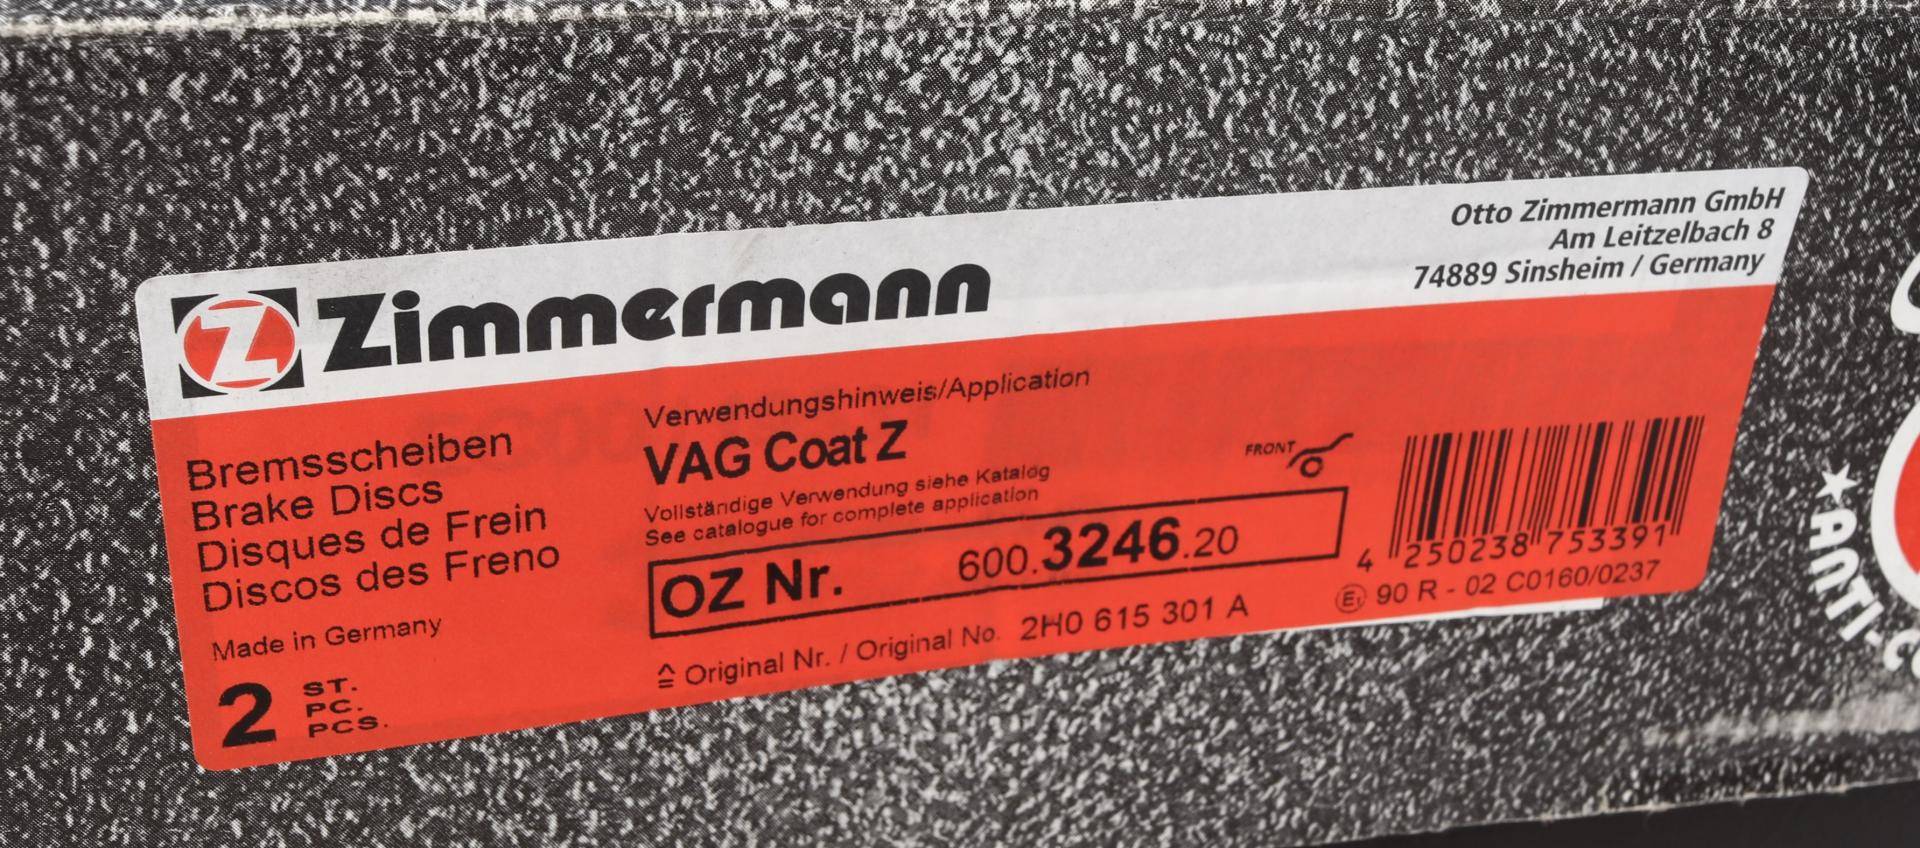 Zimmermann
Otto Zimmermann GmbH
Am Leitzelbach 8
74889 Sinsheim / Germany
Bremsscheiben
Brake Discs
Disques de Frein
Discos des Freno
Made in Germany
2 ST.
PC.
PCS.
Verwendungshinweis/Application
VAG Coat Z
Vollständige Verwendung siehe Katalog
See catalogue for complete application
FRONT
OZ Nr. 600.3246.20
≙ Original Nr. / Original No. 2H0 615 301 A
4 250238 753391
E1 90 R - 02 C0160/0237
★ ANTI-